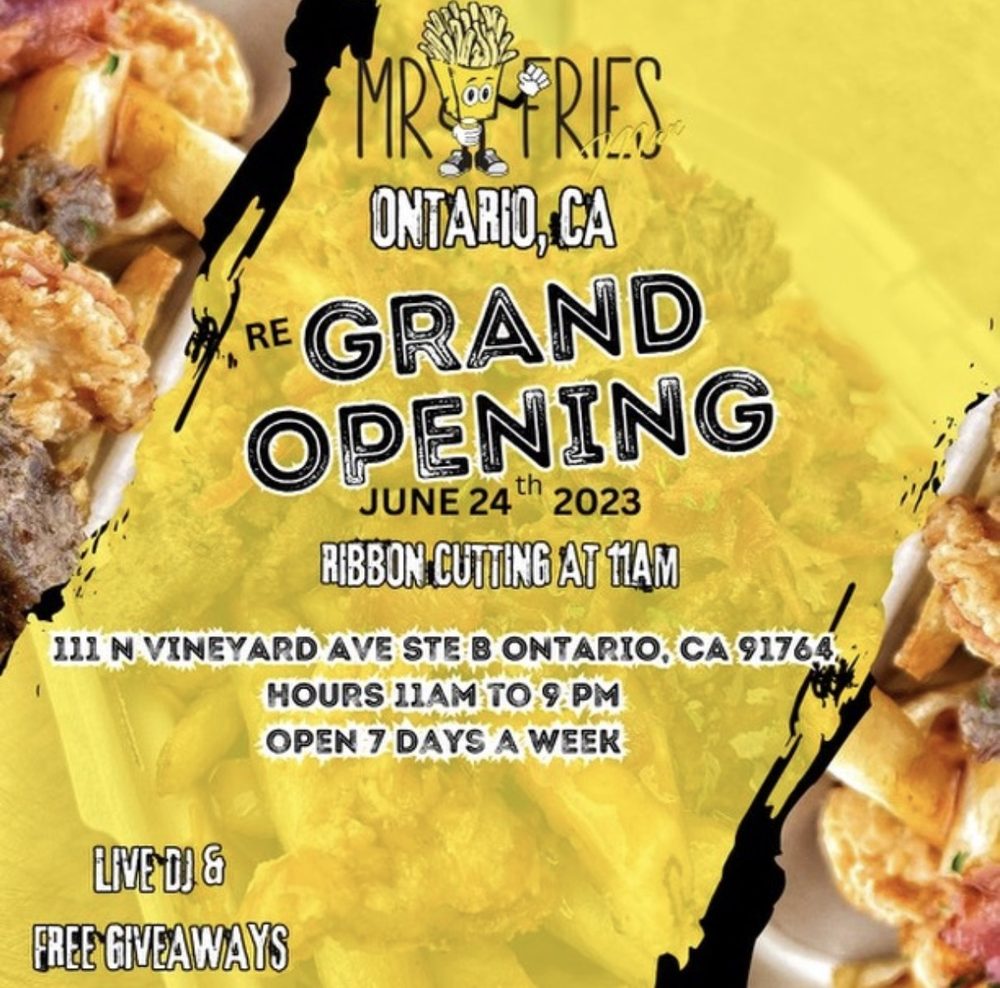 MR FRIES
Man
ONTARIO, CA
RE GRAND
OPENING
JUNE 24th 2023
RIBBON CUTTING AT 11AM
111 N VINEYARD AVE STE B ONTARIO, CA 91764
HOURS 11AM TO 9 PM
OPEN 7 DAYS A WEEK
LIVE DJ &
FREE GIVEAWAYS